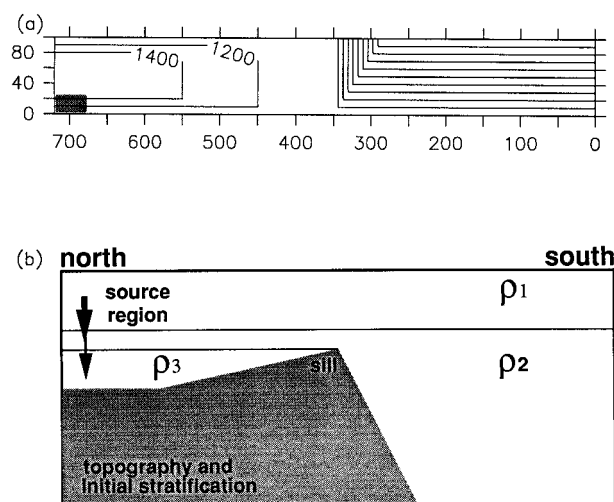 (a)
80
40
0
1400
1200
700 600 500 400 300 200 100 0
(b) north south
source
region
ρ1
ρ3
sill
ρ2
topography and
initial stratification